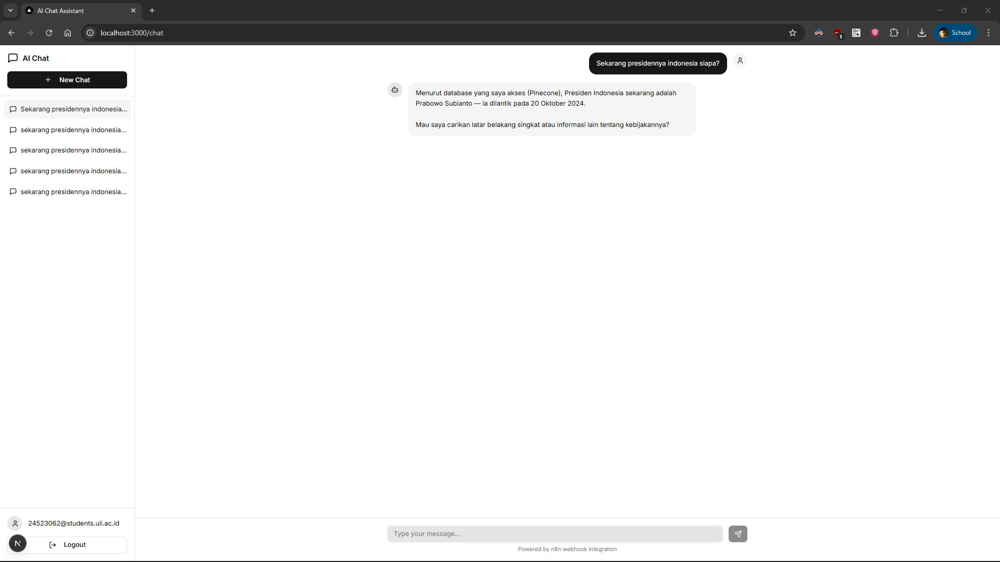 AI Chat Assistant
localhost:3000/chat
1
School
AI Chat
New Chat
Sekarang presidennya indonesia...
sekarang presidennya indonesia...
sekarang presidennya indonesia...
sekarang presidennya indonesia...
sekarang presidennya indonesia...
24523062@students.uii.ac.id
N
Logout
Sekarang presidennya indonesia siapa?
Menurut database yang saya akses (Pinecone), Presiden Indonesia sekarang adalah
Prabowo Subianto — ia dilantik pada 20 Oktober 2024.
Mau saya carikan latar belakang singkat atau informasi lain tentang kebijakannya?
Type your message...
Powered by n8n webhook integration